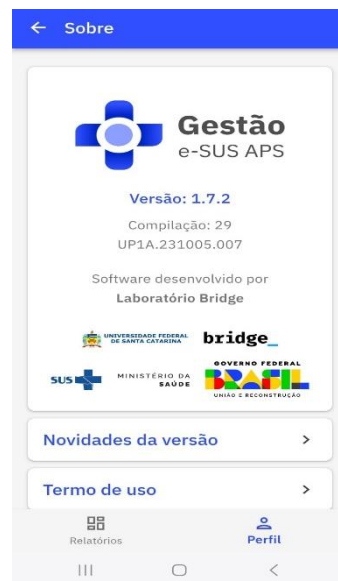 Sobre
Gestão
e-SUS APS
Versão: 1.7.2
Compilação: 29
UP1A.231005.007
Software desenvolvido por
Laboratório Bridge
UNIVERSIDADE FEDERAL
DE SANTA CATARINA
bridge_
SUS
MINISTÉRIO DA
SAÚDE
GOVERNO FEDERAL
BRASIL
UNIÃO E RECONSTRUÇÃO
Novidades da versão
Termo de uso
Relatórios
Perfil